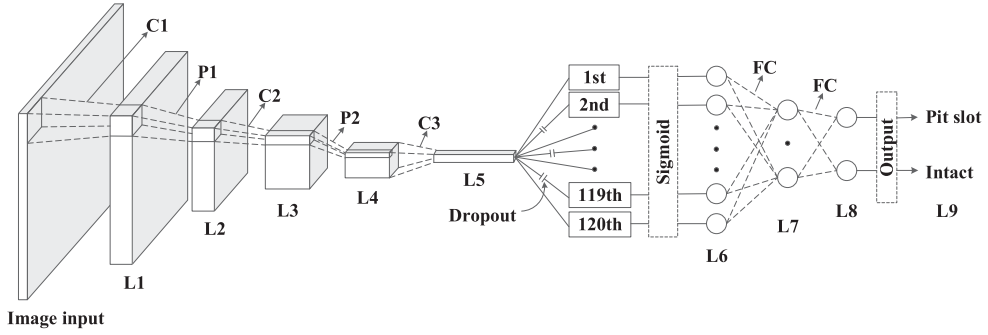 C1
P1
C2
P2
C3
1st
2nd
119th
120th
Dropout
Sigmoid
FC
FC
Output
Pit slot
Intact
L1
L2
L3
L4
L5
L6
L7
L8
L9
Image input